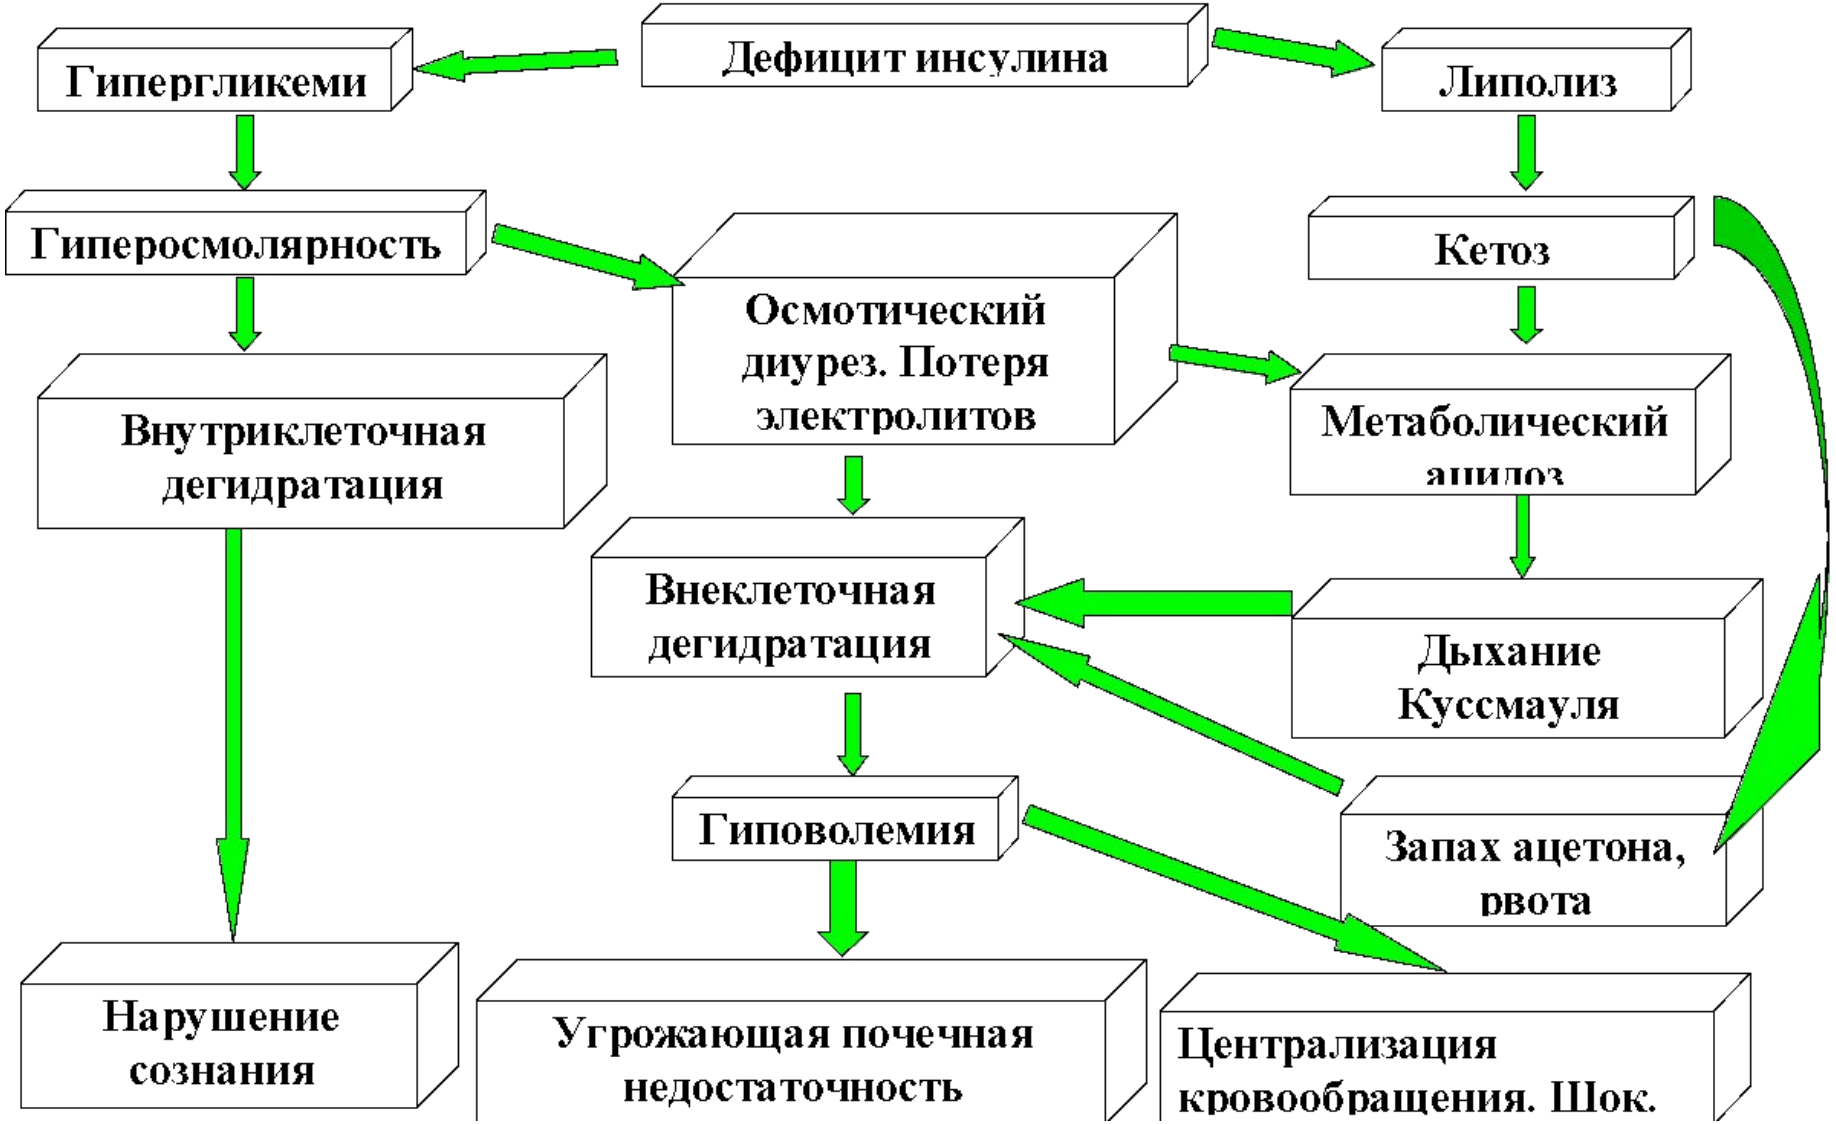 Дефицит инсулина
Гипергликеми
Липолиз
Гиперосмолярность
Кетоз
Осмотический
диурез. Потеря
электролитов
Внутриклеточная
дегидратация
Метаболический
ацидоз
Внеклеточная
дегидратация
Дыхание
Куссмауля
Гиповолемия
Запах ацетона,
рвота
Нарушение
сознания
Угрожающая почечная
недостаточность
Централизация
кровообращения. Шок.